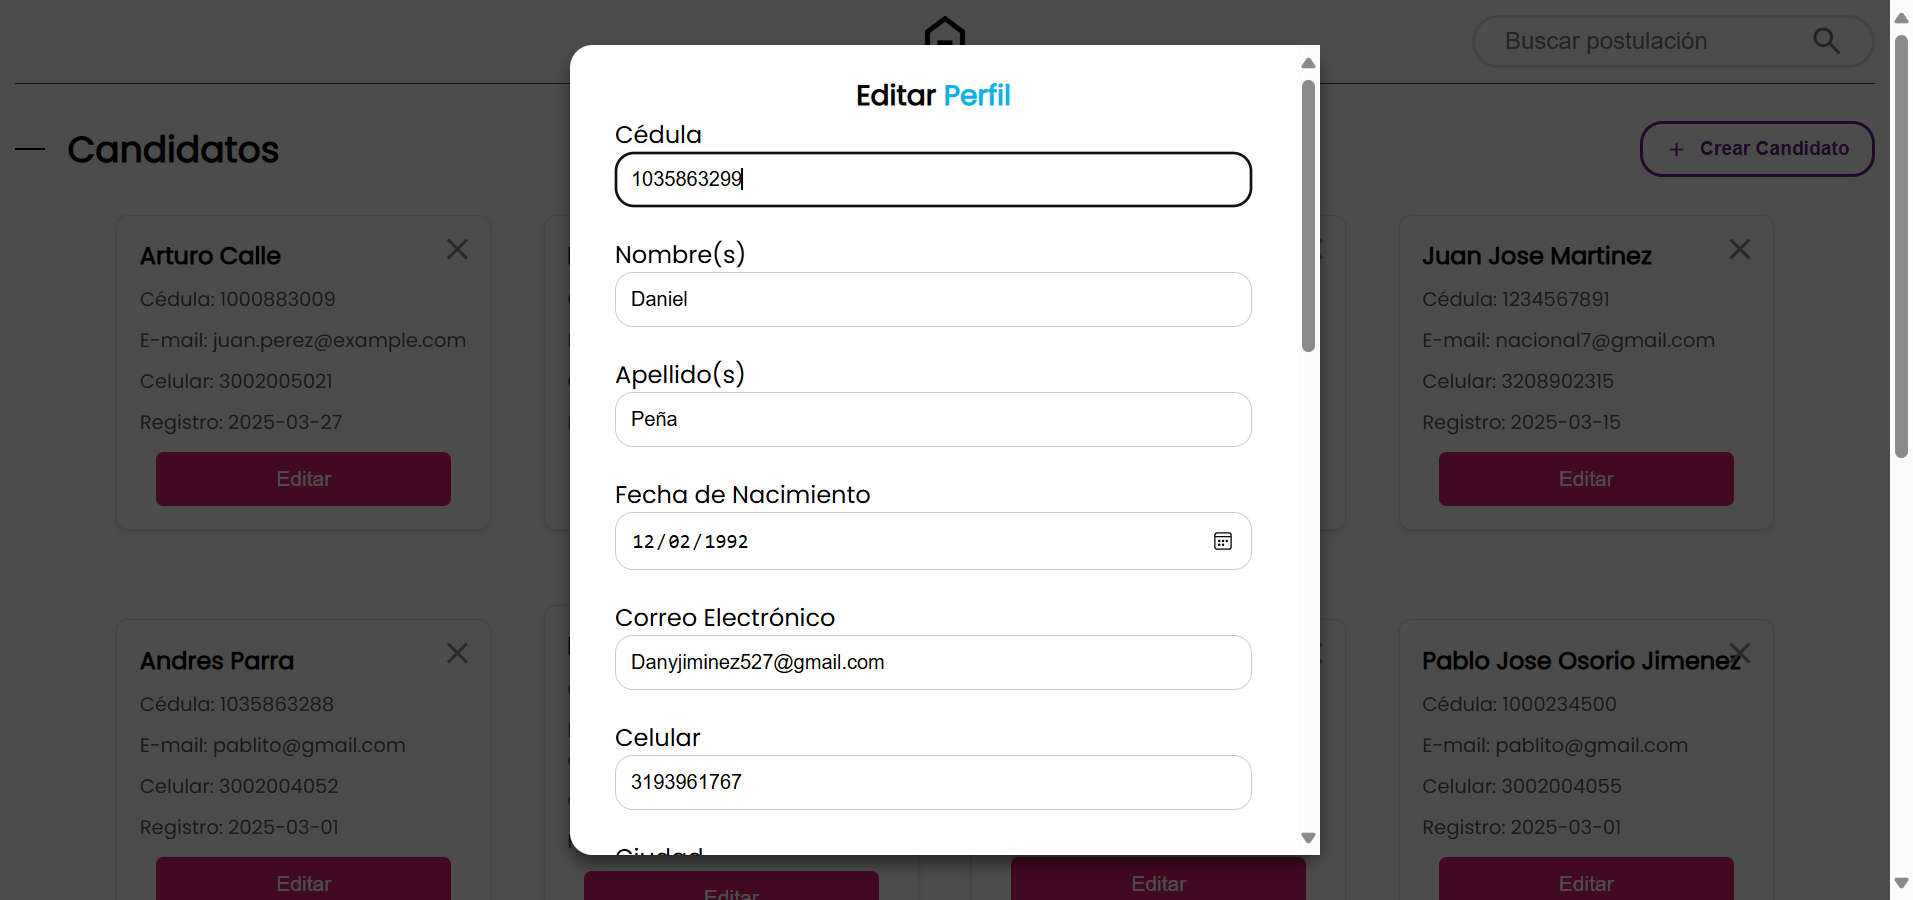 Buscar postulación
Candidatos
+ Crear Candidato
Arturo Calle
Cédula: 1000883009
E-mail: juan.perez@example.com
Celular: 3002005021
Registro: 2025-03-27
Editar
Editar Perfil
Cédula
1035863299
Nombre(s)
Daniel
Apellido(s)
Peña
Fecha de Nacimiento
12/02/1992
Correo Electrónico
Danyjiminez527@gmail.com
Celular
3193961767
Ciudad
Juan Jose Martinez
Cédula: 1234567891
E-mail: nacional7@gmail.com
Celular: 3208902315
Registro: 2025-03-15
Editar
Andres Parra
Cédula: 1035863288
E-mail: pablito@gmail.com
Celular: 3002004052
Registro: 2025-03-01
Editar
Editar
Editar
Pablo Jose Osorio Jimenez
Cédula: 1000234500
E-mail: pablito@gmail.com
Celular: 3002004055
Registro: 2025-03-01
Editar